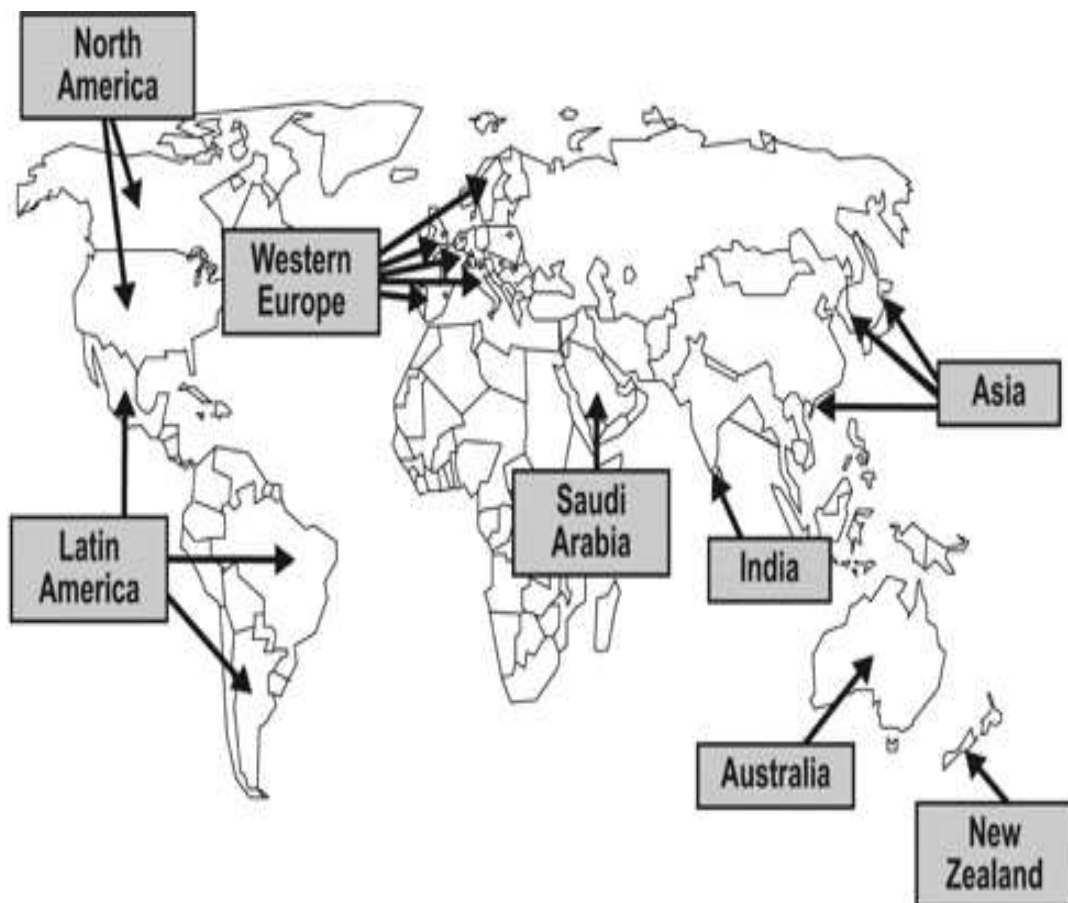 North
America
Western
Europe
Asia
Saudi
Arabia
Latin
America
India
Australia
New
Zealand